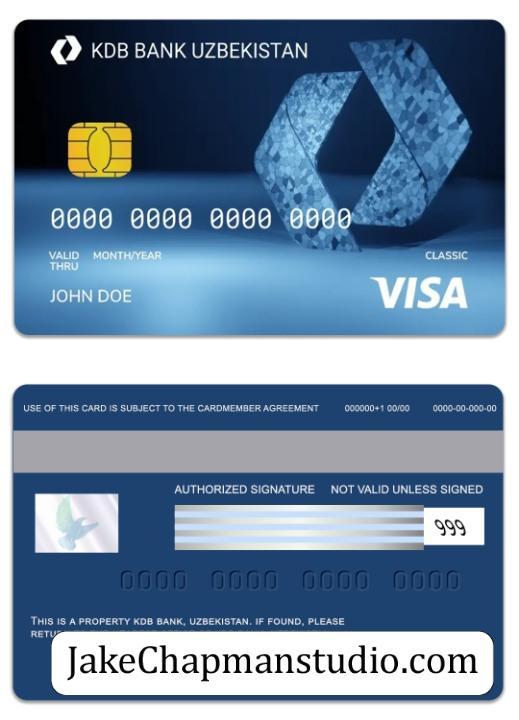 KDB BANK UZBEKISTAN
0000 0000 0000 0000
VALID THRU MONTH/YEAR
CLASSIC
JOHN DOE
VISA
USE OF THIS CARD IS SUBJECT TO THE CARDMEMBER AGREEMENT 000000+1 00/00 0000-00-000-00
AUTHORIZED SIGNATURE NOT VALID UNLESS SIGNED
999
0000 0000 0000 0000
THIS IS A PROPERTY KDB BANK, UZBEKISTAN. IF FOUND, PLEASE
JakeChapmanstudio.com